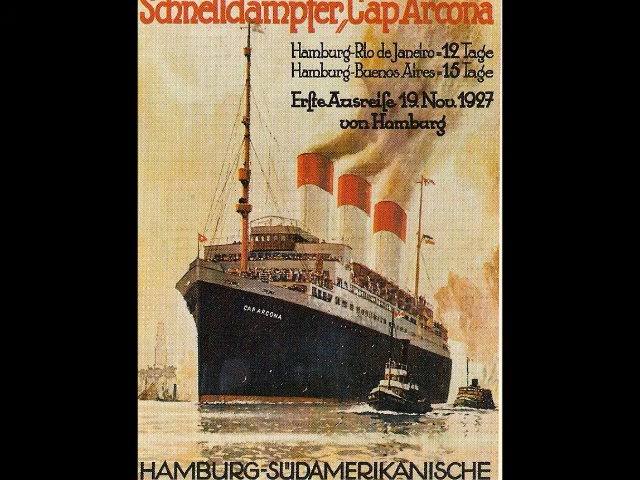 Schnelldampfer „Cap Arcona
Hamburg-Rio de Janeiro=12 Tage
Hamburg-Buenos Aires=15 Tage
Erste Ausreise 19. Nov. 1927
von Hamburg
CAP ARCONA
HAMBURG-SÜDAMERIKANISCHE